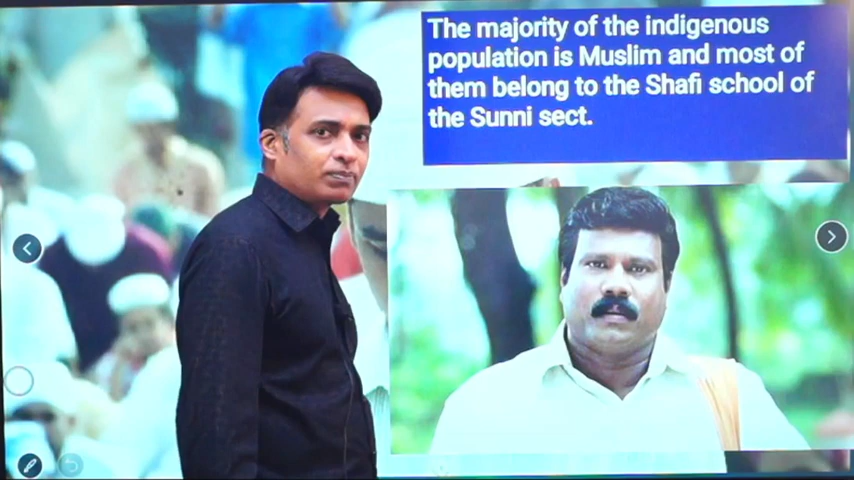 The majority of the indigenous
population is Muslim and most of
them belong to the Shafi school of
the Sunni sect.